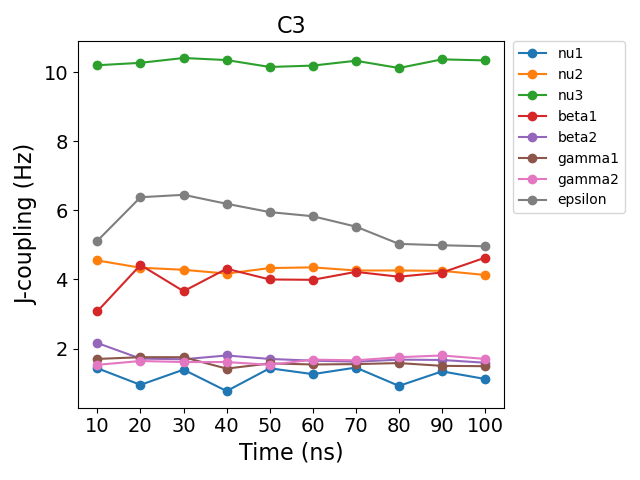 C3
J-coupling (Hz)
10
8
6
4
2
10 20 30 40 50 60 70 80 90 100
Time (ns)
nu1
nu2
nu3
beta1
beta2
gamma1
gamma2
epsilon